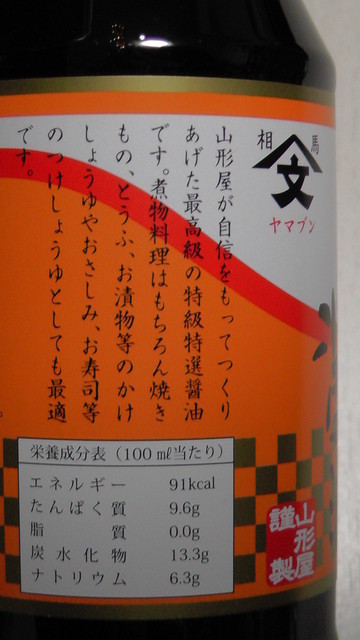 相 文 馬
ヤマブン
山形屋が自信をもってつくり
あげた最高級の特級特選醤油
です。煮物料理はもちろん焼き
もの、とうふ、お漬物等のかけ
しょうゆやおさしみ、お寿司等
のつけしょうゆとしても最適
です。
栄養成分表(100㎖当たり)
エネルギー 91kcal
たんぱく質 9.6g
脂質 0.0g
炭水化物 13.3g
ナトリウム 6.3g
山形屋
謹製